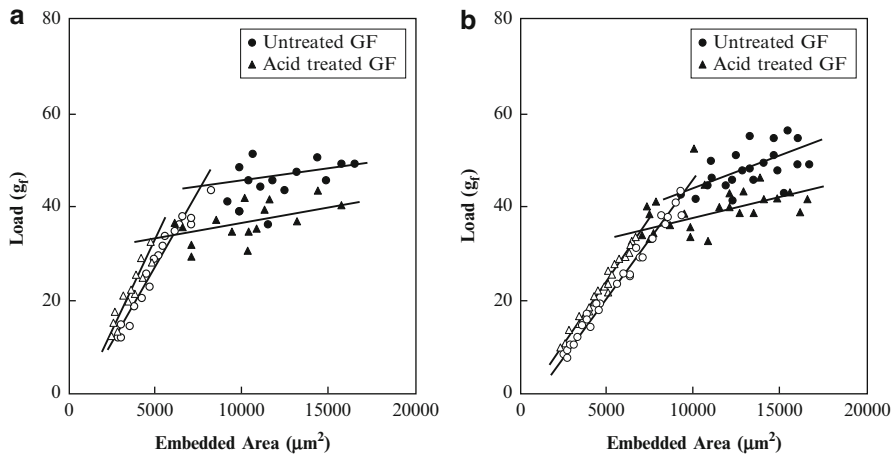 a
80
60
40
20
0
Load (gf)
● Untreated GF
▲ Acid treated GF
0 5000 10000 15000 20000
Embedded Area (μm²)
b
80
60
40
20
0
Load (gf)
● Untreated GF
▲ Acid treated GF
0 5000 10000 15000 20000
Embedded Area (μm²)